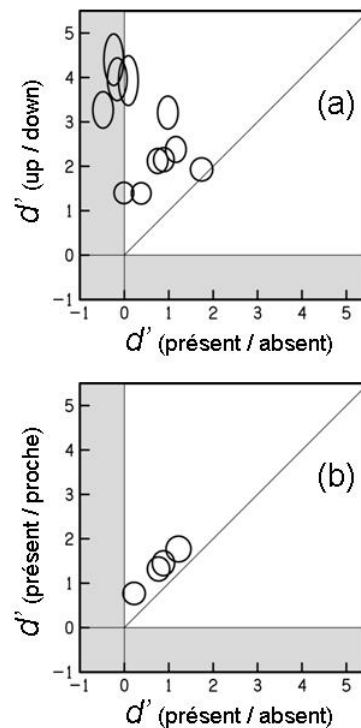 5
4
3
2
1
0
-1
-1 0 1 2 3 4 5
(a)
d' (up / down)
d' (présent / absent)
5
4
3
2
1
0
-1
-1 0 1 2 3 4 5
(b)
d' (présent / proche)
d' (présent / absent)